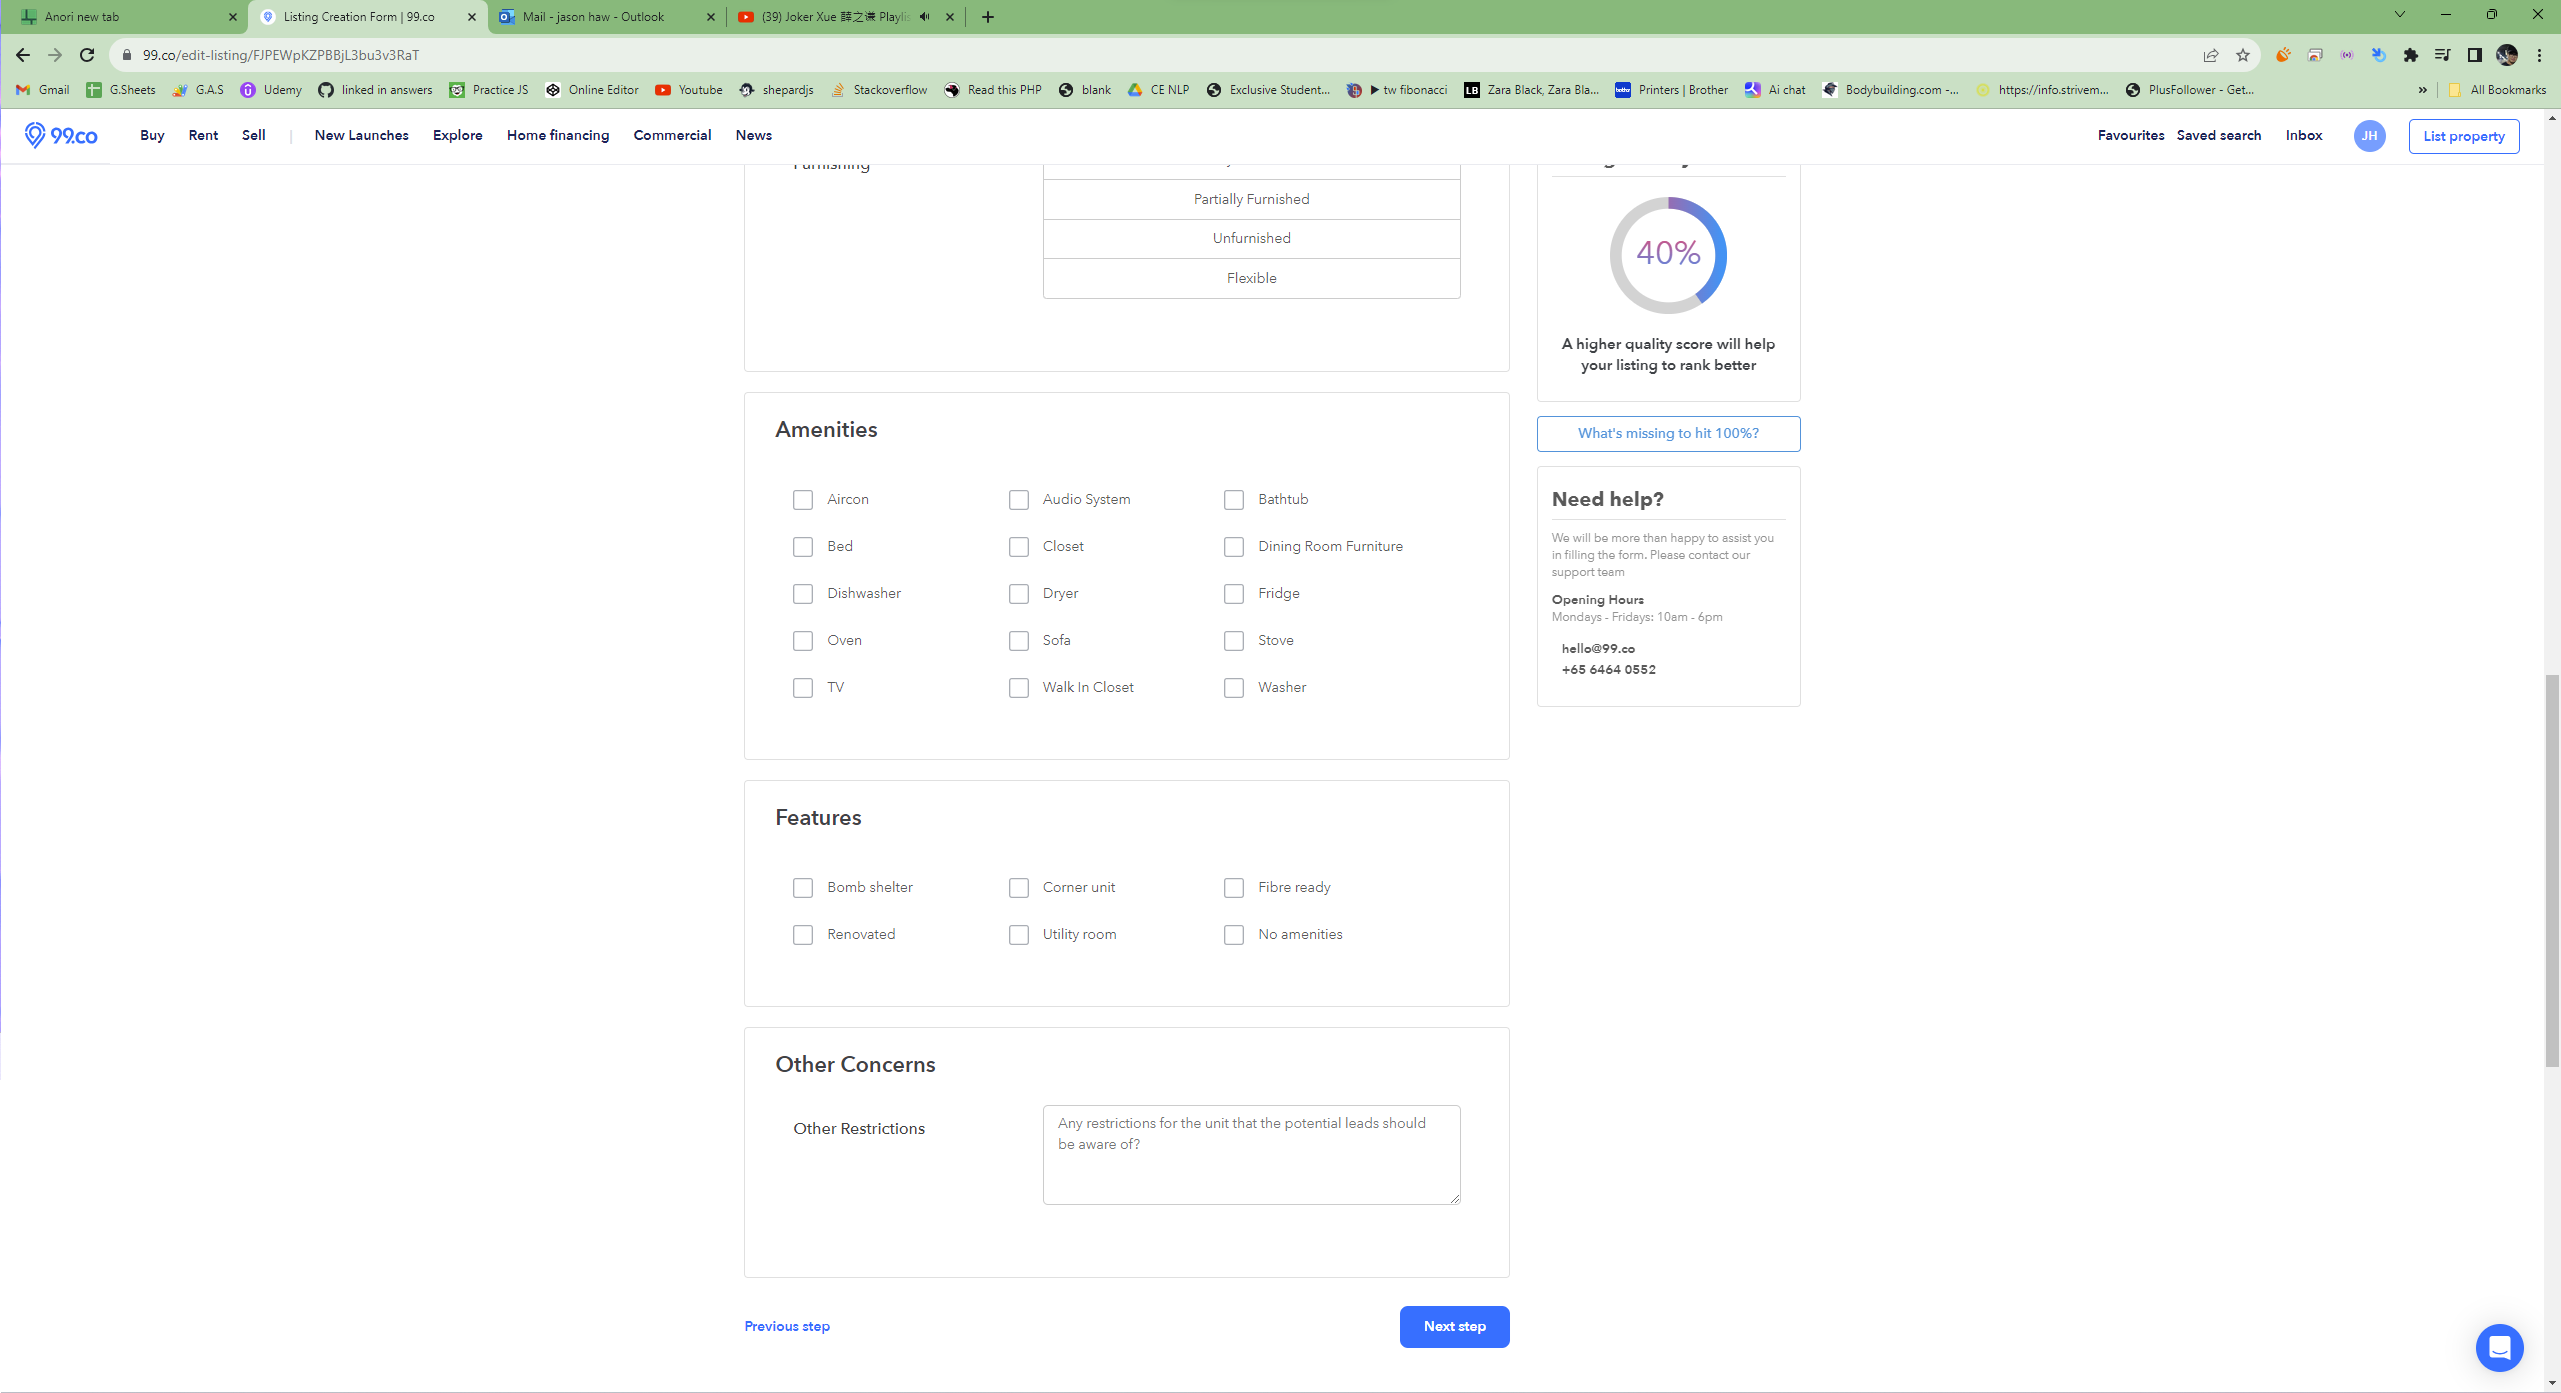 Anori new tab
Listing Creation Form | 99.co
Mail - jason haw - Outlook
(39) Joker Xue 薛之谦 Playlis
99.co/edit-listing/FJPEWpKZPBBjL3bu3v3RaT
Gmail
G.Sheets
G.A.S
Udemy
linked in answers
Practice JS
Online Editor
Youtube
shepardjs
Stackoverflow
Read this PHP
blank
CE NLP
Exclusive Student...
▶ tw fibonacci
LB
Zara Black, Zara Bla...
brother
Printers | Brother
Ai chat
Bodybuilding.com -...
https://info.strivem...
PlusFollower - Get...
»
All Bookmarks
99.co
Buy
Rent
Sell
New Launches
Explore
Home financing
Commercial
News
Favourites
Saved search
Inbox
JH
List property
Furnishing
Partially Furnished
Unfurnished
Flexible
40%
A higher quality score will help
your listing to rank better
What's missing to hit 100%?
Need help?
We will be more than happy to assist you
in filling the form. Please contact our
support team
Opening Hours
Mondays - Fridays: 10am - 6pm
hello@99.co
+65 6464 0552
Amenities
Aircon
Audio System
Bathtub
Bed
Closet
Dining Room Furniture
Dishwasher
Dryer
Fridge
Oven
Sofa
Stove
TV
Walk In Closet
Washer
Features
Bomb shelter
Corner unit
Fibre ready
Renovated
Utility room
No amenities
Other Concerns
Other Restrictions
Any restrictions for the unit that the potential leads should
be aware of?
Previous step
Next step